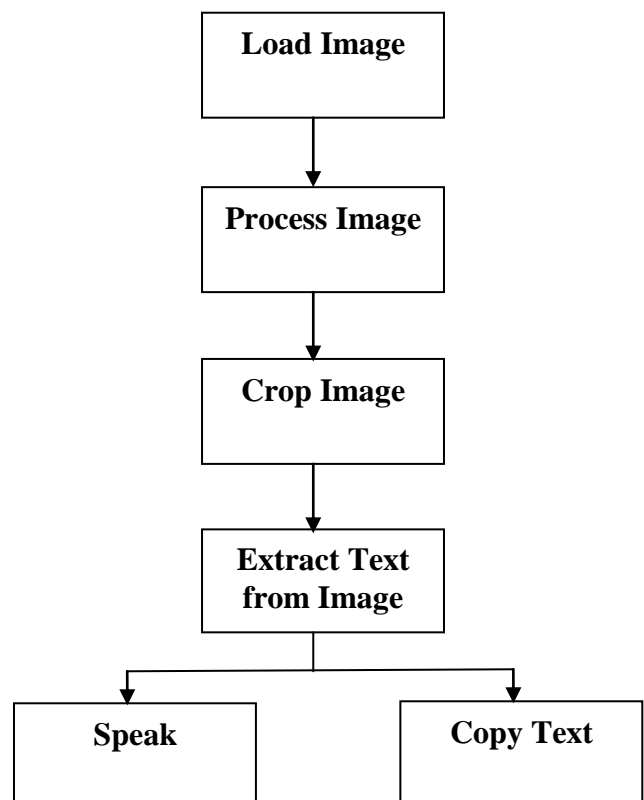 Load Image
Process Image
Crop Image
Extract Text
from Image
Speak
Copy Text